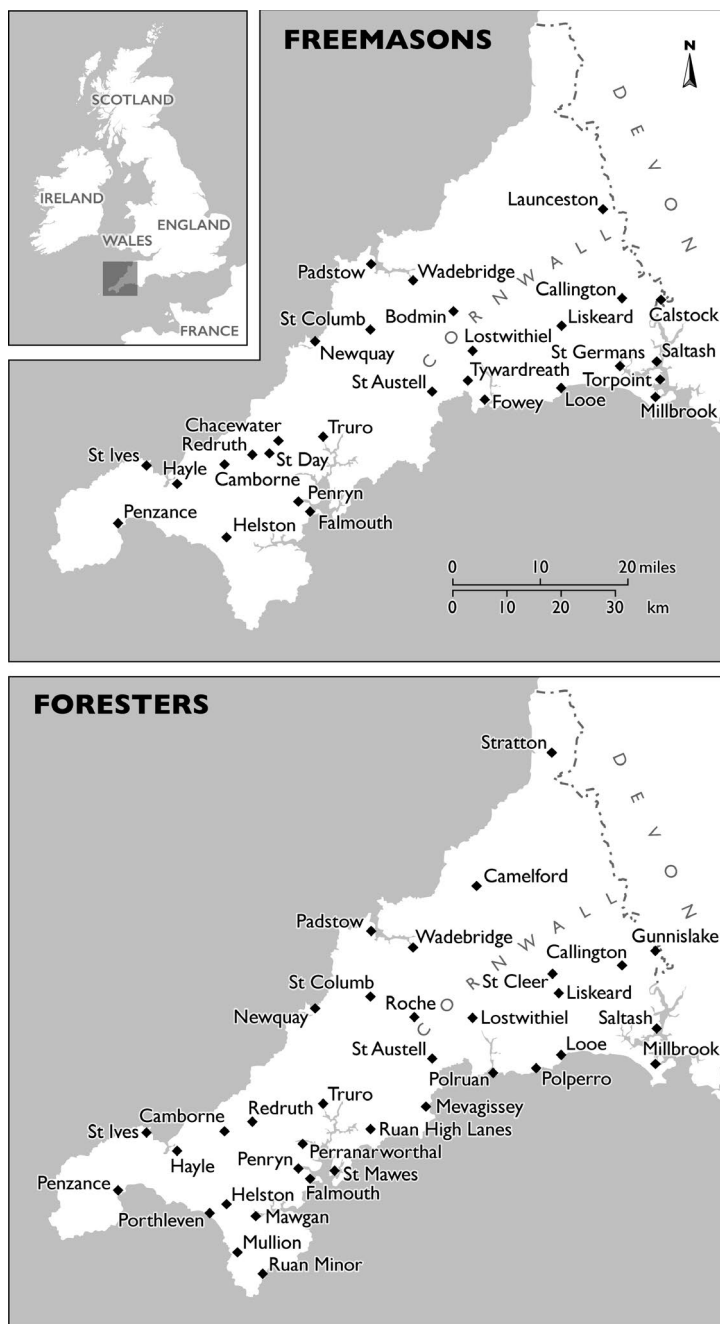 FREEMASONS
N
SCOTLAND
IRELAND
ENGLAND
WALES
FRANCE
DEVON
CORNWALL
Launceston
Padstow
Wadebridge
Callington
Calstock
St Columb
Bodmin
Liskeard
Newquay
Lostwithiel
St Germans
Saltash
St Austell
Tywardreath
Torpoint
Fowey
Looe
Millbrook
Chacewater
Truro
Redruth
St Ives
St Day
Hayle
Camborne
Penryn
Penzance
Helston
Falmouth
0 10 20 miles
0 10 20 30
km
FORESTERS
Stratton
DEVON
CORNWALL
Camelford
Padstow
Wadebridge
Gunnislake
Callington
St Cleer
St Columb
Liskeard
Roche
Newquay
Lostwithiel
Saltash
St Austell
Looe
Millbrook
Polruan
Polperro
Mevagissey
Truro
Redruth
Camborne
Ruan High Lanes
St Ives
Perranarworthal
Hayle
Penryn
St Mawes
Penzance
Falmouth
Helston
Porthleven
Mawgan
Mullion
Ruan Minor